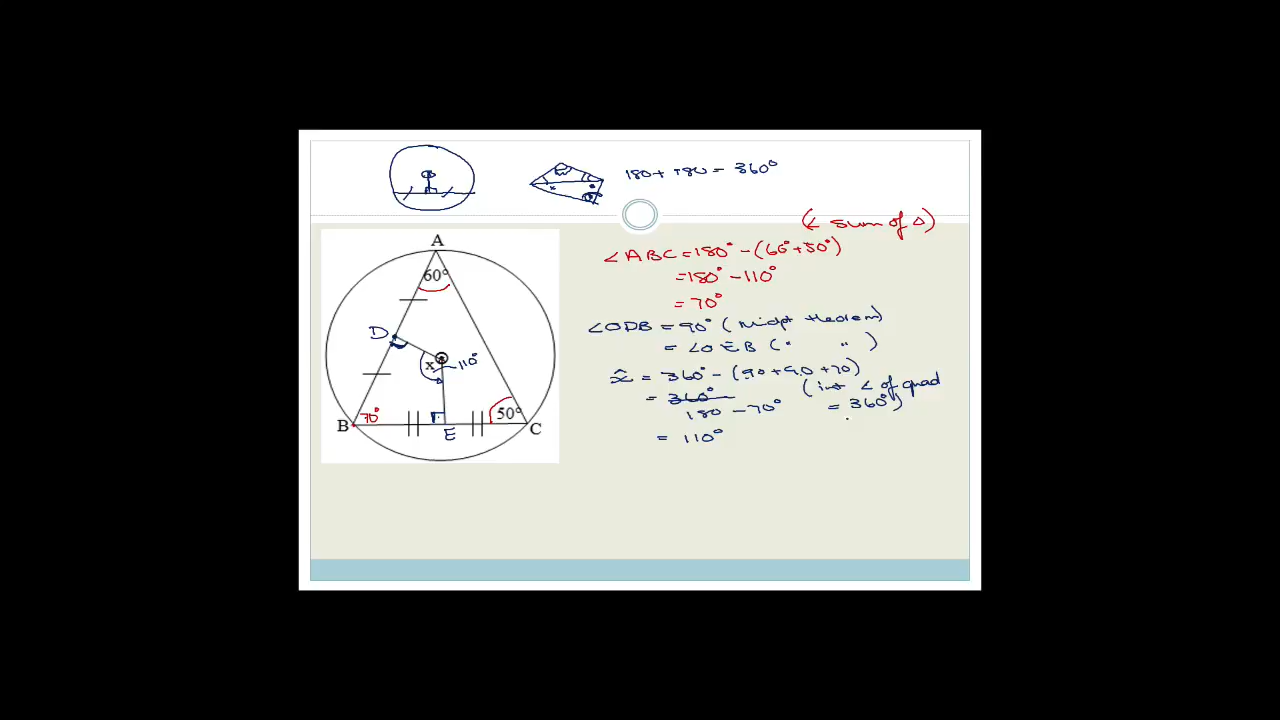 180 + 180 = 360°
(∠ sum of Δ)
∠ABC = 180° - (60° + 50°)
= 180° - 110°
= 70°
∠ODB = 90° (Midpt theorem)
= ∠OEB (" ")
x̂ = 360° - (90 + 90 + 70)
= 360° (int ∠ of quad
180 - 70° = 360°)
= 110°
A
60°
D
x 110°
B 70° E 50° C